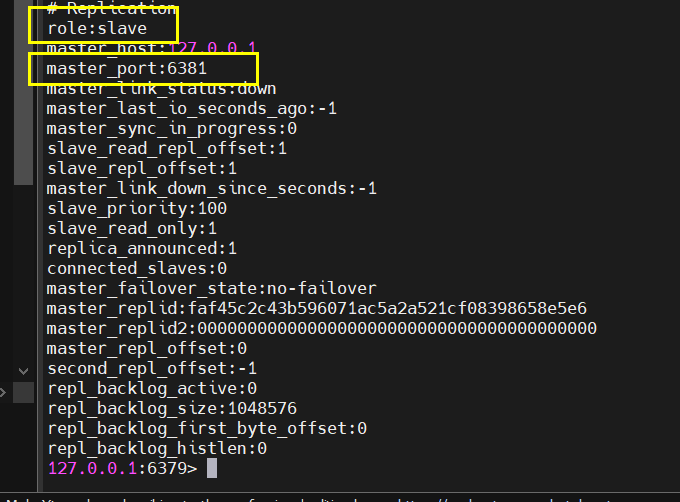 # Replication
role:slave
master_host:127.0.0.1
master_port:6381
master_link_status:down
master_last_io_seconds_ago:-1
master_sync_in_progress:0
slave_read_repl_offset:1
slave_repl_offset:1
master_link_down_since_seconds:-1
slave_priority:100
slave_read_only:1
replica_announced:1
connected_slaves:0
master_failover_state:no-failover
master_replid:faf45c2c43b596071ac5a2a521cf08398658e5e6
master_replid2:0000000000000000000000000000000000000000
master_repl_offset:0
second_repl_offset:-1
repl_backlog_active:0
repl_backlog_size:1048576
repl_backlog_first_byte_offset:0
repl_backlog_histlen:0
127.0.0.1:6379>